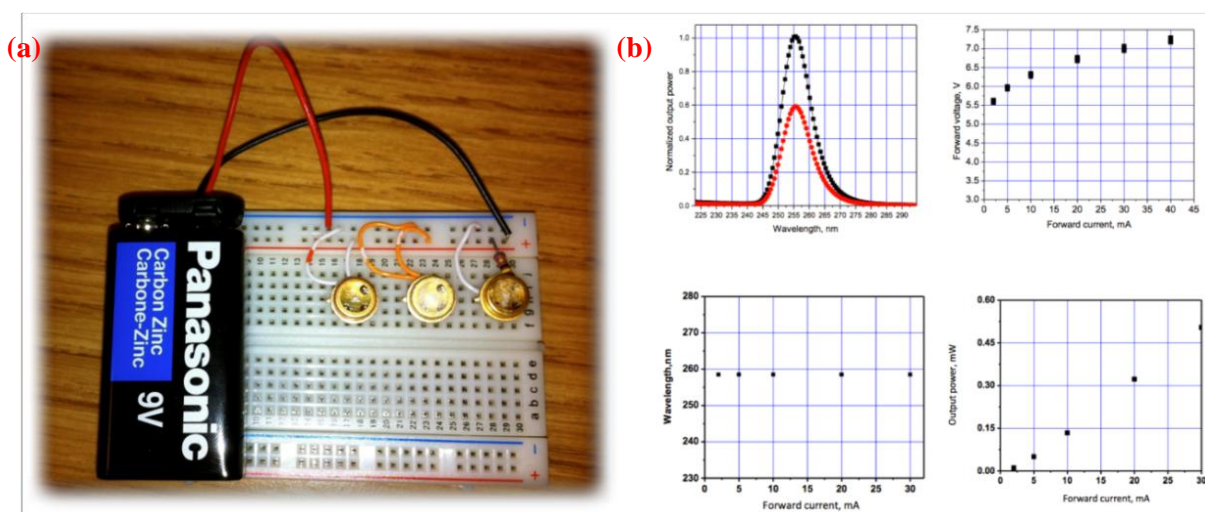 (a)
Panasonic
Carbon Zinc
Carbone-Zinc
9V
(b)
Normalized output power
1.0
0.8
0.6
0.4
0.2
0.0
225 230 235 240 245 250 255 260 265 270 275 280 285 290
Wavelength, nm
Forward voltage, V
7.5
7.0
6.5
6.0
5.5
5.0
4.5
4.0
3.5
3.0
0 5 10 15 20 25 30 35 40 45
Forward current, mA
Wavelength,nm
280
270
260
250
240
230
0 5 10 15 20 25 30
Forward current, mA
Output power, mW
0.60
0.45
0.30
0.15
0.00
0 5 10 15 20 25 30
Forward current, mA